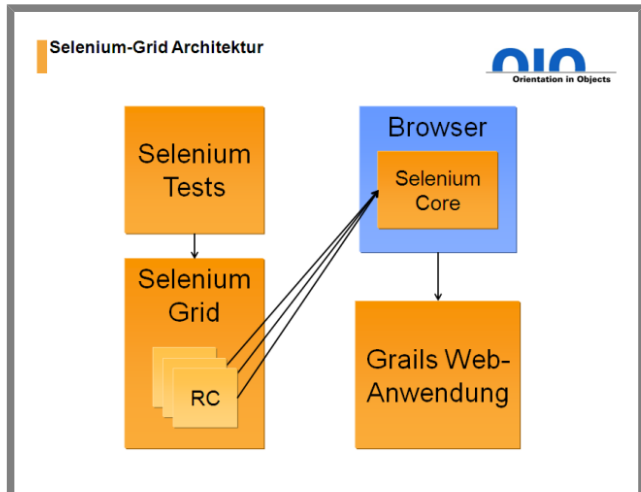 Selenium-Grid Architektur
OIO
Orientation in Objects
Selenium
Tests
Browser
Selenium
Core
Selenium
Grid
RC
Grails Web-
Anwendung